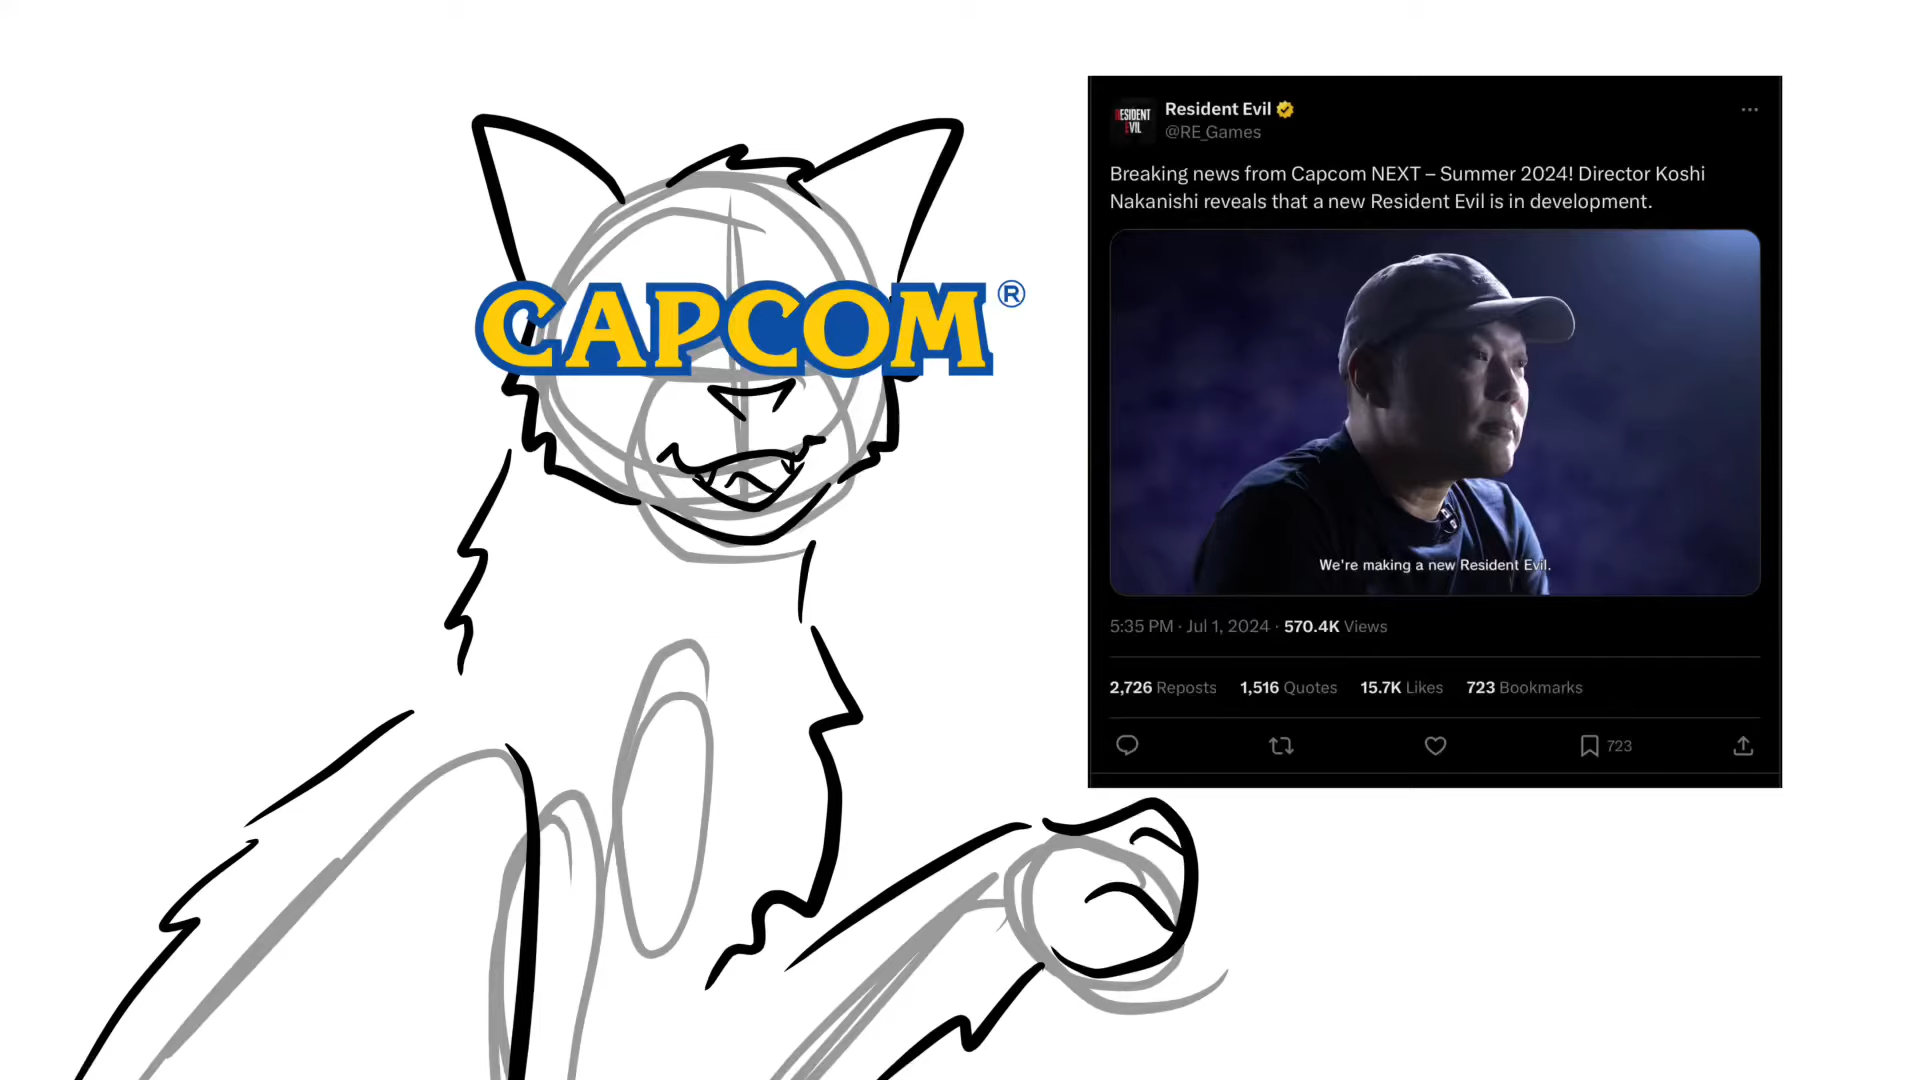 CAPCOM®
RESIDENT
EVIL
Resident Evil
@RE_Games
Breaking news from Capcom NEXT – Summer 2024! Director Koshi
Nakanishi reveals that a new Resident Evil is in development.
We're making a new Resident Evil.
5:35 PM · Jul 1, 2024 · 570.4K Views
2,726 Reposts 1,516 Quotes 15.7K Likes 723 Bookmarks
723